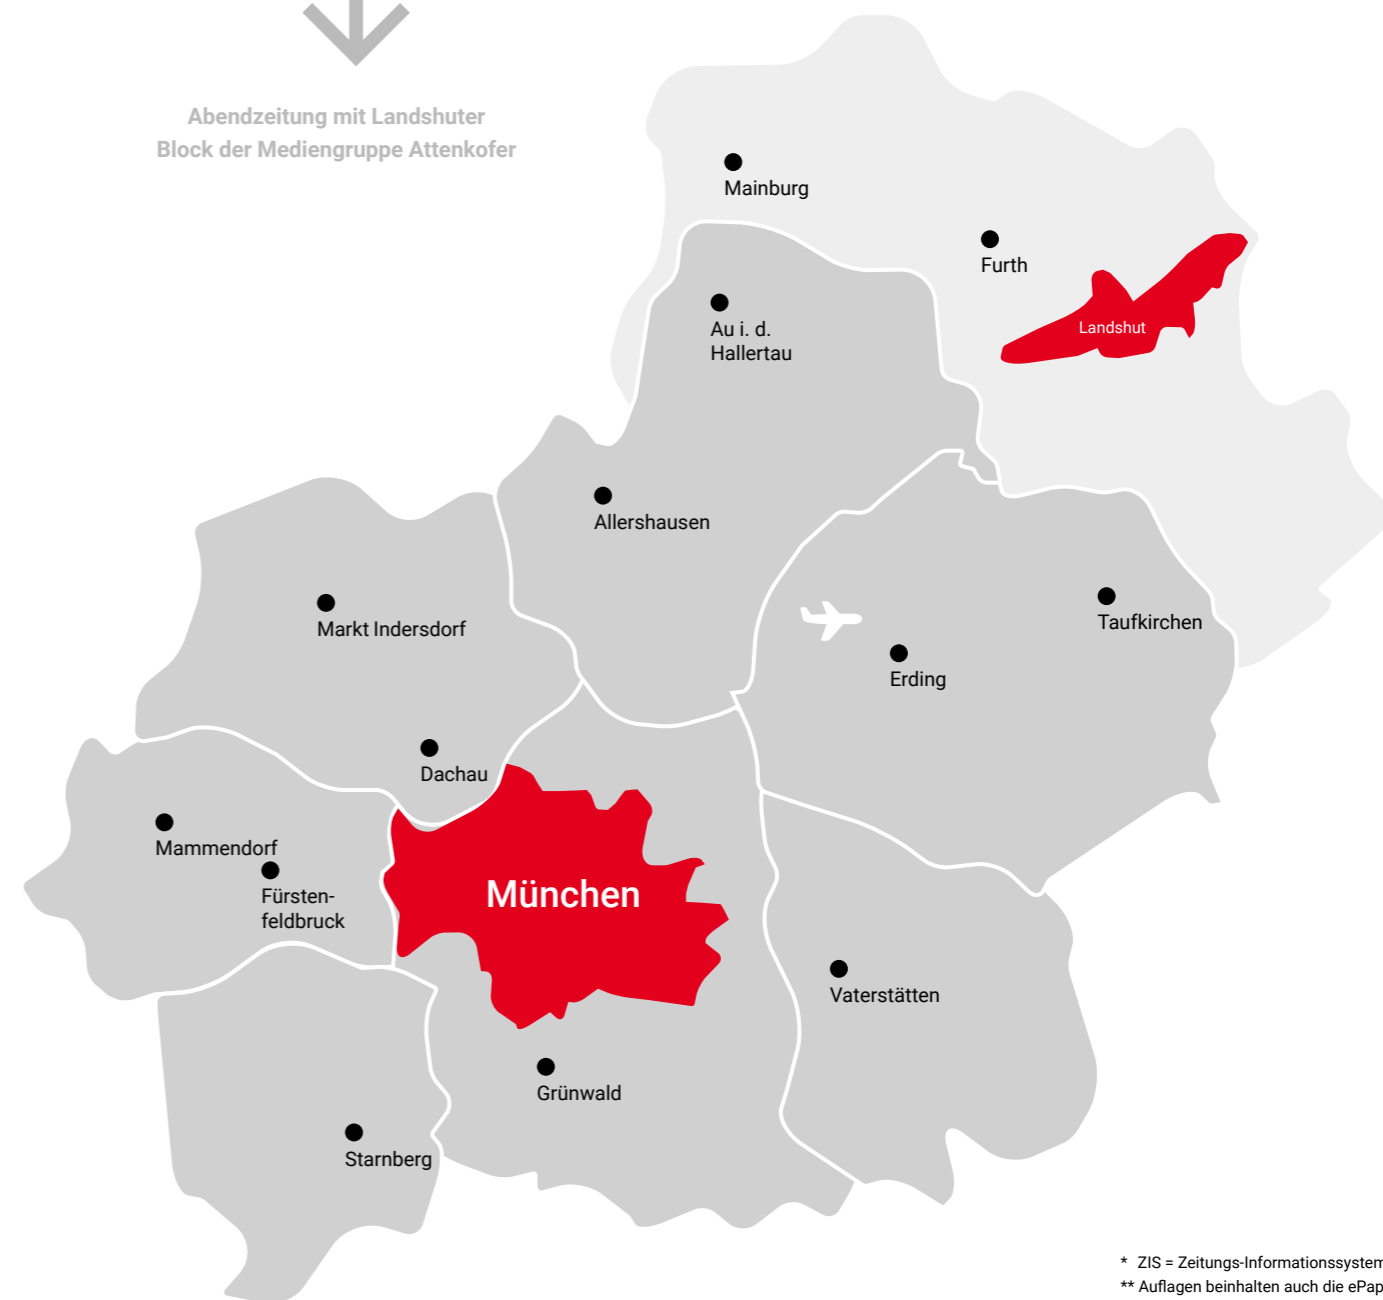 Abendzeitung mit Landshuter
Block der Mediengruppe Attenkofer
Mainburg
Furth
Landshut
Au i. d.
Hallertau
Allershausen
Markt Indersdorf
Taufkirchen
Erding
Dachau
Mammendorf
Fürsten-
feldbruck
München
Vaterstätten
Grünwald
Starnberg
* ZIS = Zeitungs-Informationssystem
** Auflagen beinhalten auch die ePap